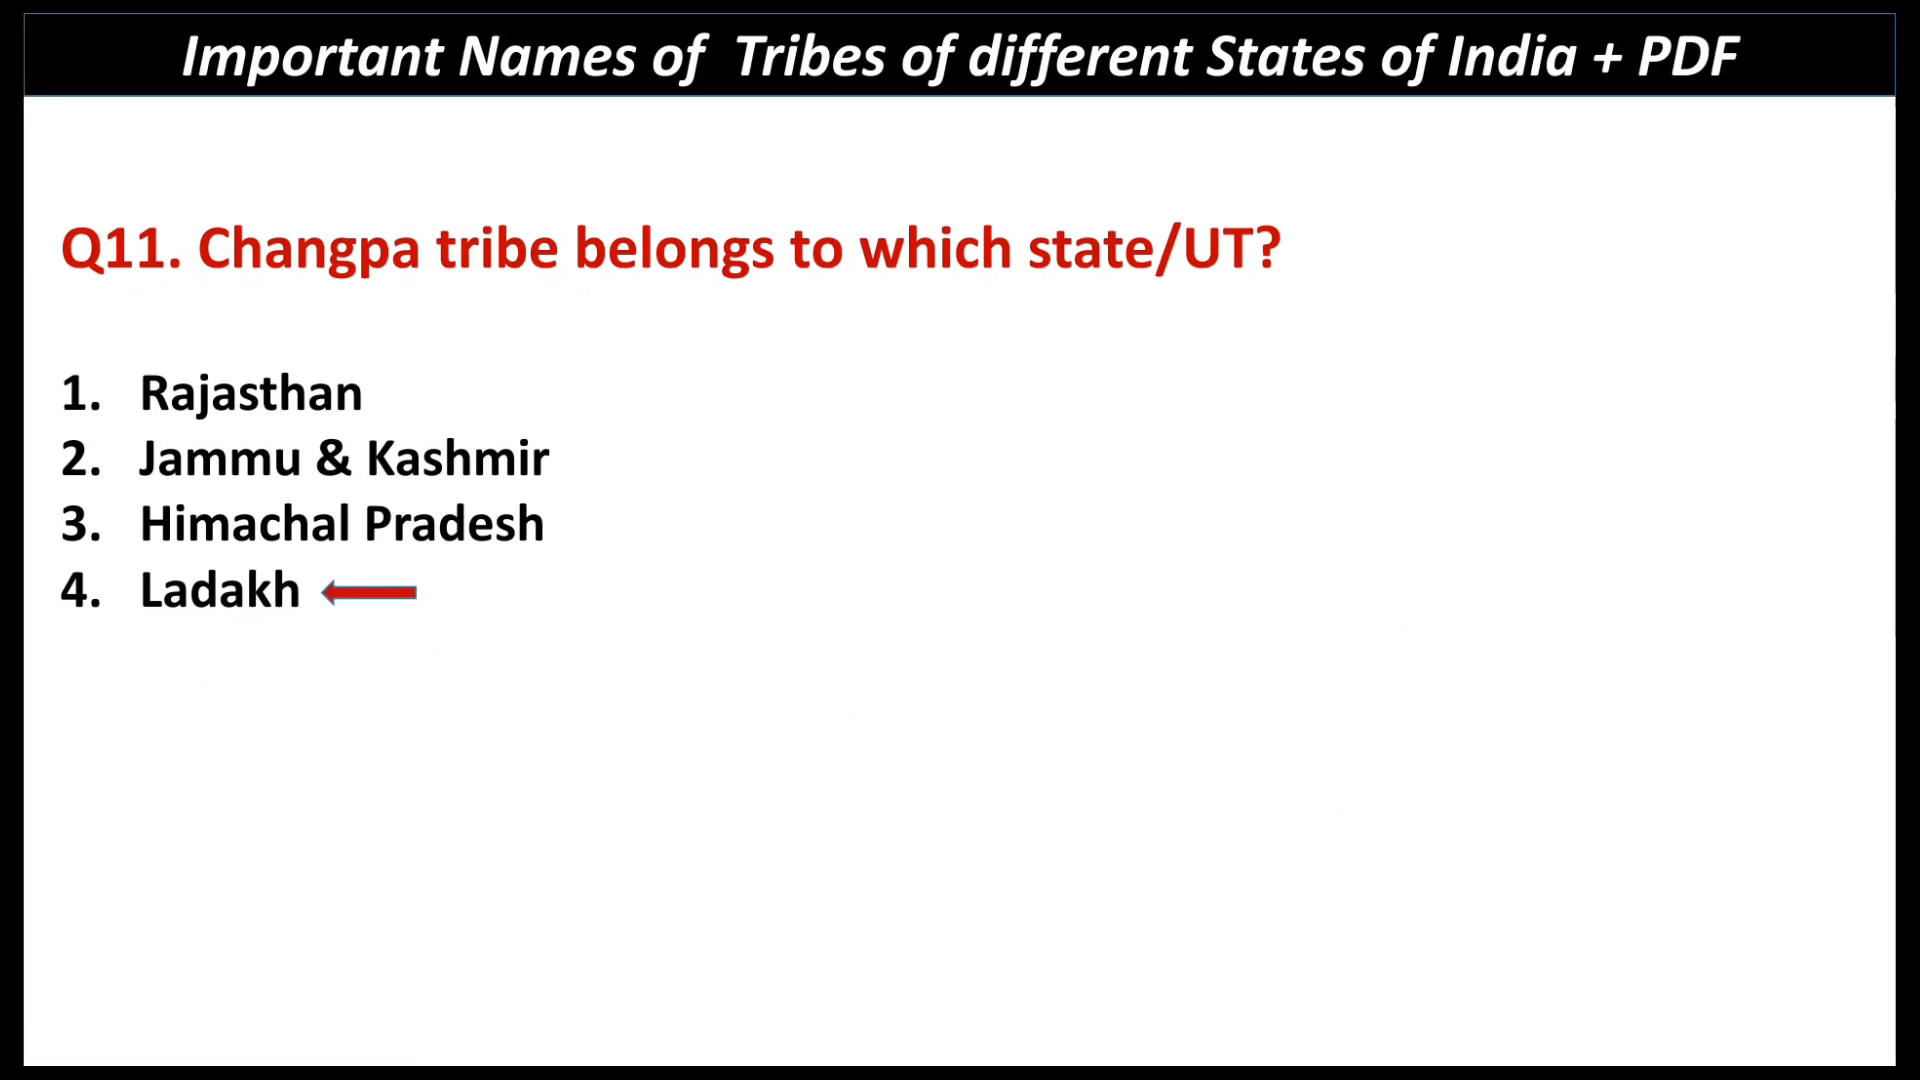 Important Names of Tribes of different States of India + PDF
Q11. Changpa tribe belongs to which state/UT?
1. Rajasthan
2. Jammu & Kashmir
3. Himachal Pradesh
4. Ladakh